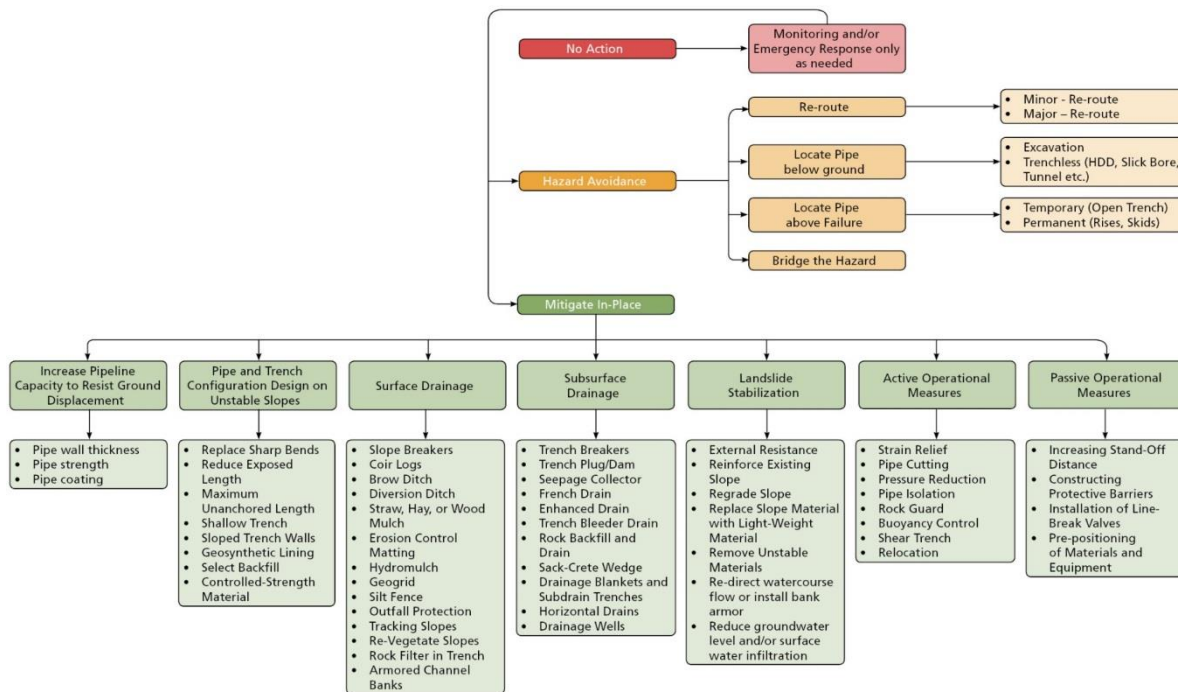 No Action
Monitoring and/or
Emergency Response only
as needed
Hazard Avoidance
Re-route
• Minor - Re-route
• Major – Re-route
Locate Pipe
below ground
• Excavation
• Trenchless (HDD, Slick Bore,
Tunnel etc.)
Locate Pipe
above Failure
• Temporary (Open Trench)
• Permanent (Rises, Skids)
Bridge the Hazard
Mitigate In-Place
Increase Pipeline
Capacity to Resist Ground
Displacement
• Pipe wall thickness
• Pipe strength
• Pipe coating
Pipe and Trench
Configuration Design on
Unstable Slopes
• Replace Sharp Bends
• Reduce Exposed
Length
• Maximum
Unanchored Length
• Shallow Trench
• Sloped Trench Walls
• Geosynthetic Lining
• Select Backfill
• Controlled-Strength
Material
Surface Drainage
• Slope Breakers
• Coir Logs
• Brow Ditch
• Diversion Ditch
• Straw, Hay, or Wood
Mulch
• Erosion Control
Matting
• Hydromulch
• Geogrid
• Silt Fence
• Outfall Protection
• Tracking Slopes
• Re-Vegetate Slopes
• Rock Filter in Trench
• Armored Channel
Banks
Subsurface
Drainage
• Trench Breakers
• Trench Plug/Dam
• Seepage Collector
• French Drain
• Enhanced Drain
• Trench Bleeder Drain
• Rock Backfill and
Drain
• Sack-Crete Wedge
• Drainage Blankets and
Subdrain Trenches
• Horizontal Drains
• Drainage Wells
Landslide
Stabilization
• External Resistance
• Reinforce Existing
Slope
• Regrade Slope
• Replace Slope Material
with Light-Weight
Material
• Remove Unstable
Materials
• Re-direct watercourse
flow or install bank
armor
• Reduce groundwater
level and/or surface
water infiltration
Active Operational
Measures
• Strain Relief
• Pipe Cutting
• Pressure Reduction
• Pipe Isolation
• Rock Guard
• Buoyancy Control
• Shear Trench
• Relocation
Passive Operational
Measures
• Increasing Stand-Off
Distance
• Constructing
Protective Barriers
• Installation of Line-
Break Valves
• Pre-positioning
of Materials and
Equipment